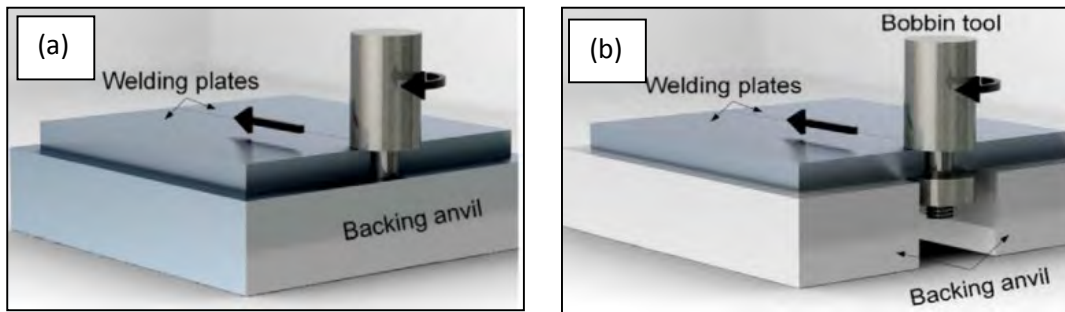 (a)
Welding plates
Backing anvil
(b)
Bobbin tool
Welding plates
Backing anvil